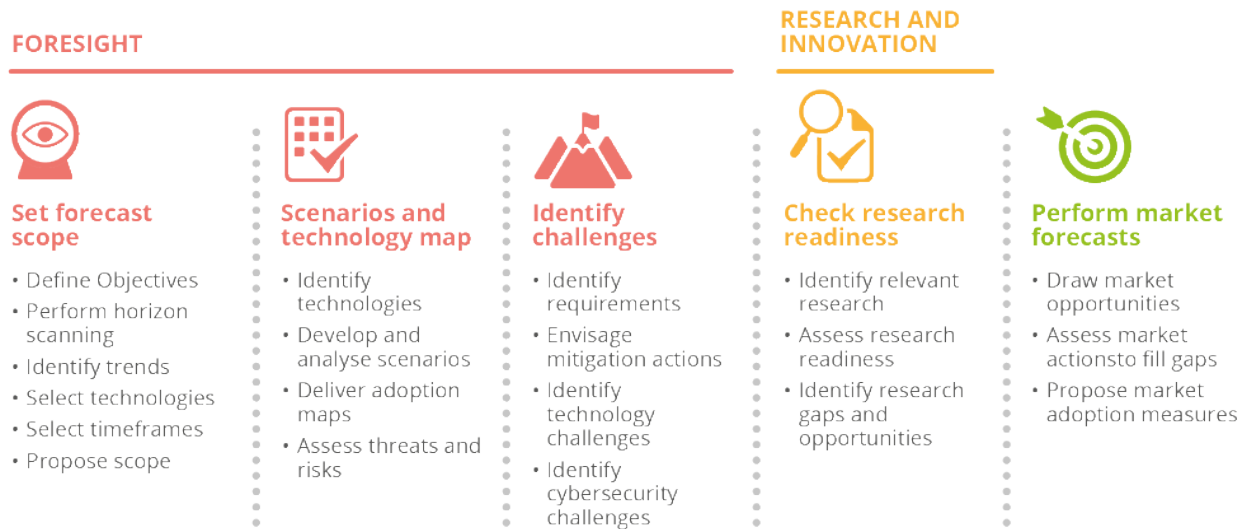 FORESIGHT
RESEARCH AND
INNOVATION
Set forecast
scope
• Define Objectives
• Perform horizon
scanning
• Identify trends
• Select technologies
• Select timeframes
• Propose scope
Scenarios and
technology map
• Identify
technologies
• Develop and
analyse scenarios
• Deliver adoption
maps
• Assess threats and
risks
Identify
challenges
• Identify
requirements
• Envisage
mitigation actions
• Identify
technology
challenges
• Identify
cybersecurity
challenges
Check research
readiness
• Identify relevant
research
• Assess research
readiness
• Identify research
gaps and
opportunities
Perform market
forecasts
• Draw market
opportunities
• Assess market
actionsto fill gaps
• Propose market
adoption measures